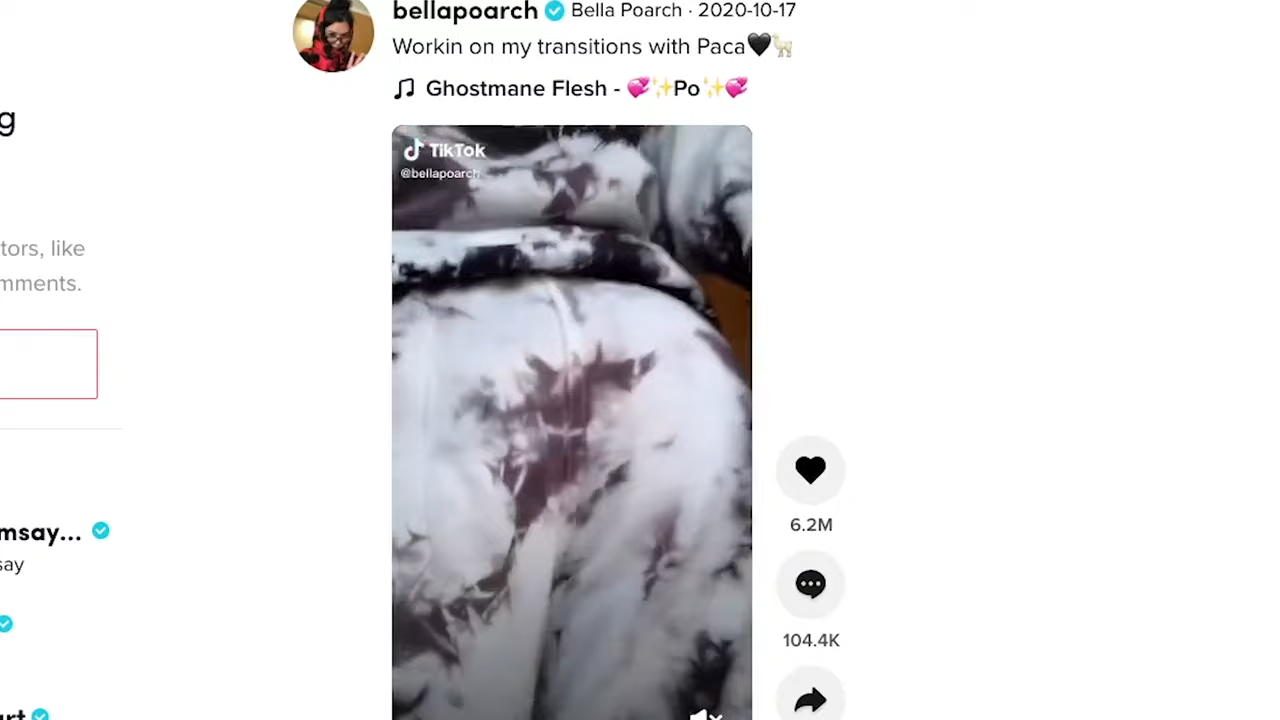 bellapoarch Bella Poarch · 2020-10-17
Workin on my transitions with Paca🖤🦙
Ghostmane Flesh - 💞✨Po✨💞
g
TikTok
@bellapoarch
tors, like
mments.
6.2M
msay...
say
104.4K
rt